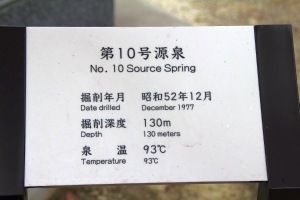 第10号源泉
No. 10 Source Spring
掘削年月 昭和52年12月
Date drilled December 1977
掘削深度 130m
Depth 130 meters
泉 温 93℃
Temperature 93℃